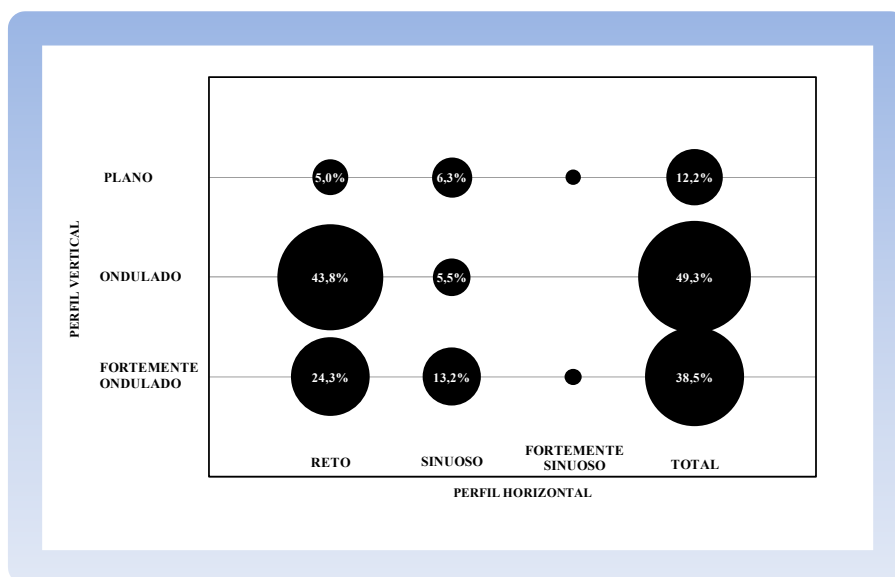 PLANO
5,0%
6,3%
12,2%
PERFIL VERTICAL
ONDULADO
43,8%
5,5%
49,3%
FORTEMENTE
ONDULADO
24,3%
13,2%
38,5%
RETO
SINUOSO
FORTEMENTE
SINUOSO
TOTAL
PERFIL HORIZONTAL